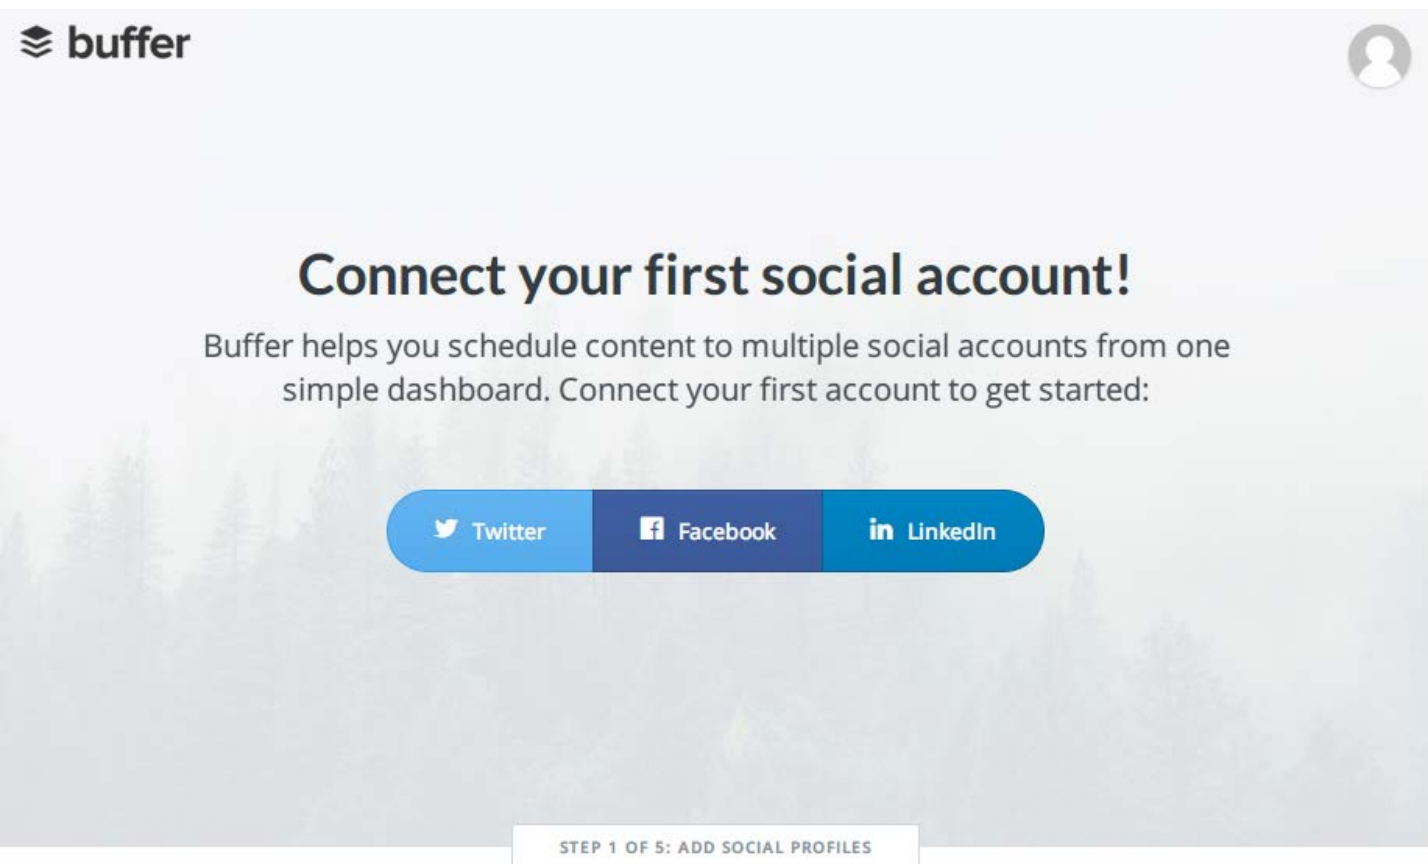 buffer
Connect your first social account!
Buffer helps you schedule content to multiple social accounts from one
simple dashboard. Connect your first account to get started:
Twitter
Facebook
LinkedIn
STEP 1 OF 5: ADD SOCIAL PROFILES